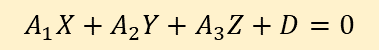 A₁X + A₂Y + A₃Z + D = 0